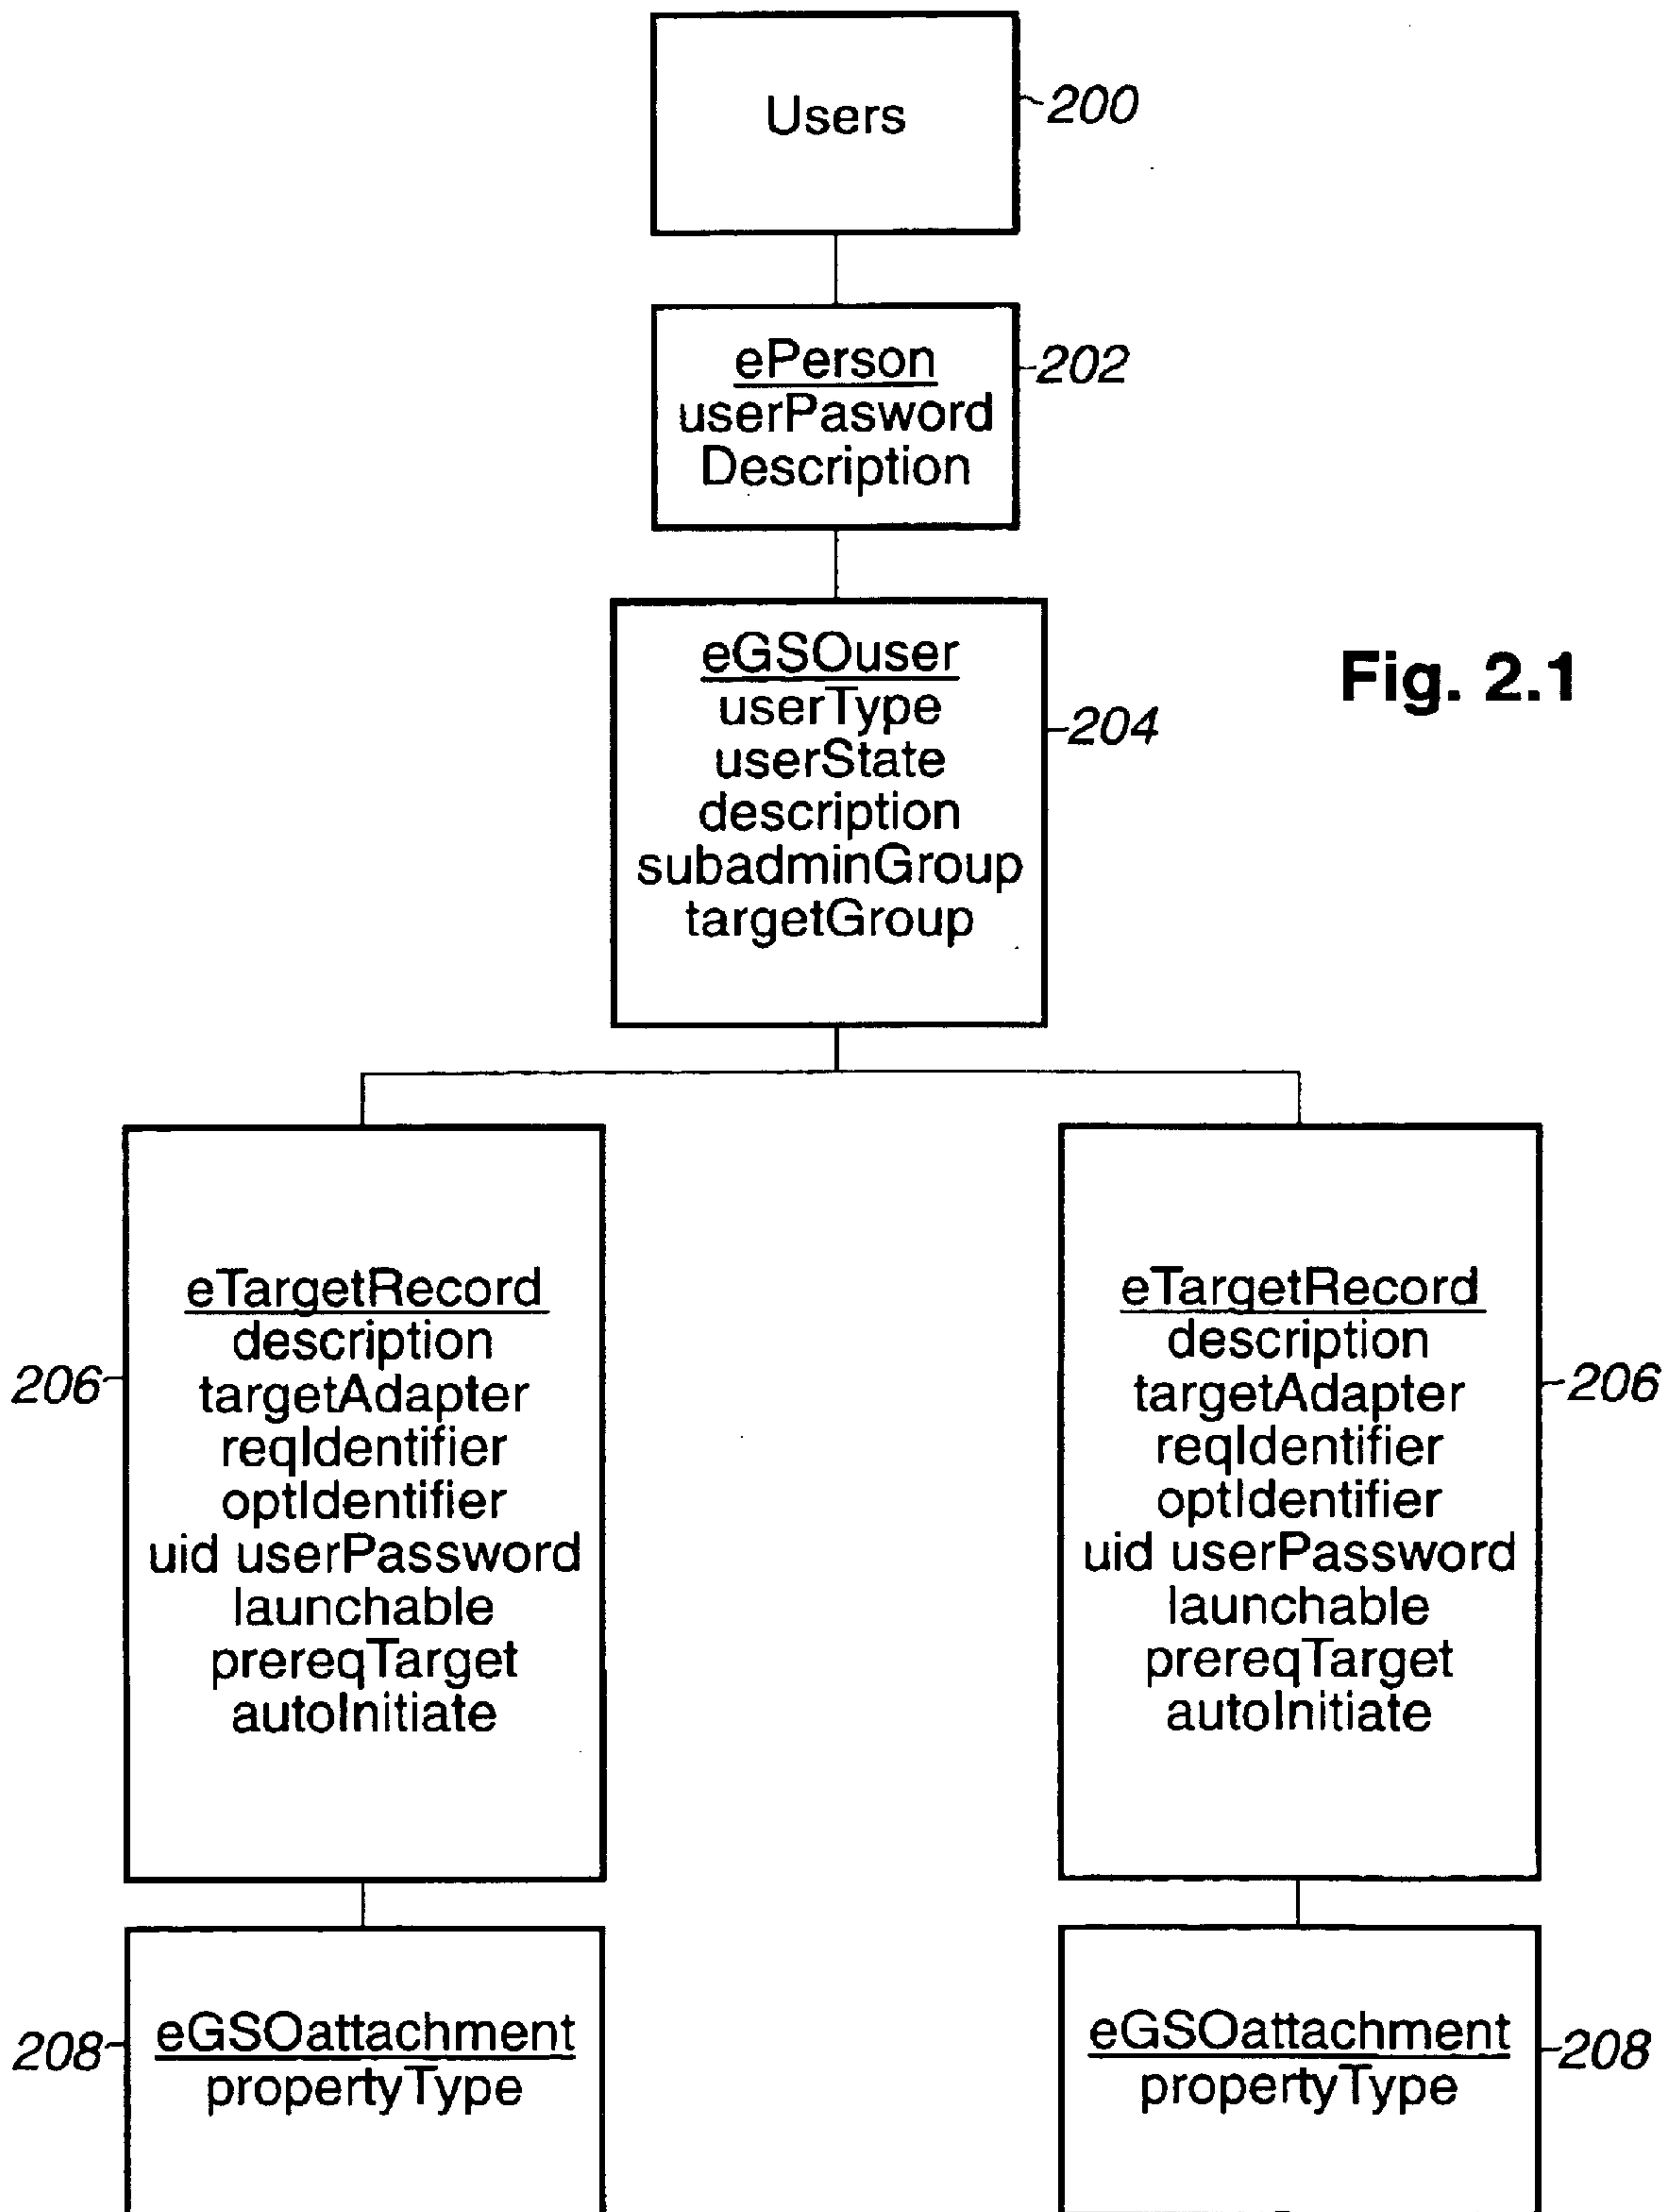 Users
200
ePerson
userPasword
Description
202
eGSOuser
userType
userState
description
subadminGroup
targetGroup
204
Fig. 2.1
206
eTargetRecord
description
targetAdapter
reqIdentifier
optIdentifier
uid userPassword
launchable
prereqTarget
autoInitiate
eTargetRecord
description
targetAdapter
reqIdentifier
optIdentifier
uid userPassword
launchable
prereqTarget
autoInitiate
206
208
eGSOattachment
propertyType
eGSOattachment
propertyType
208